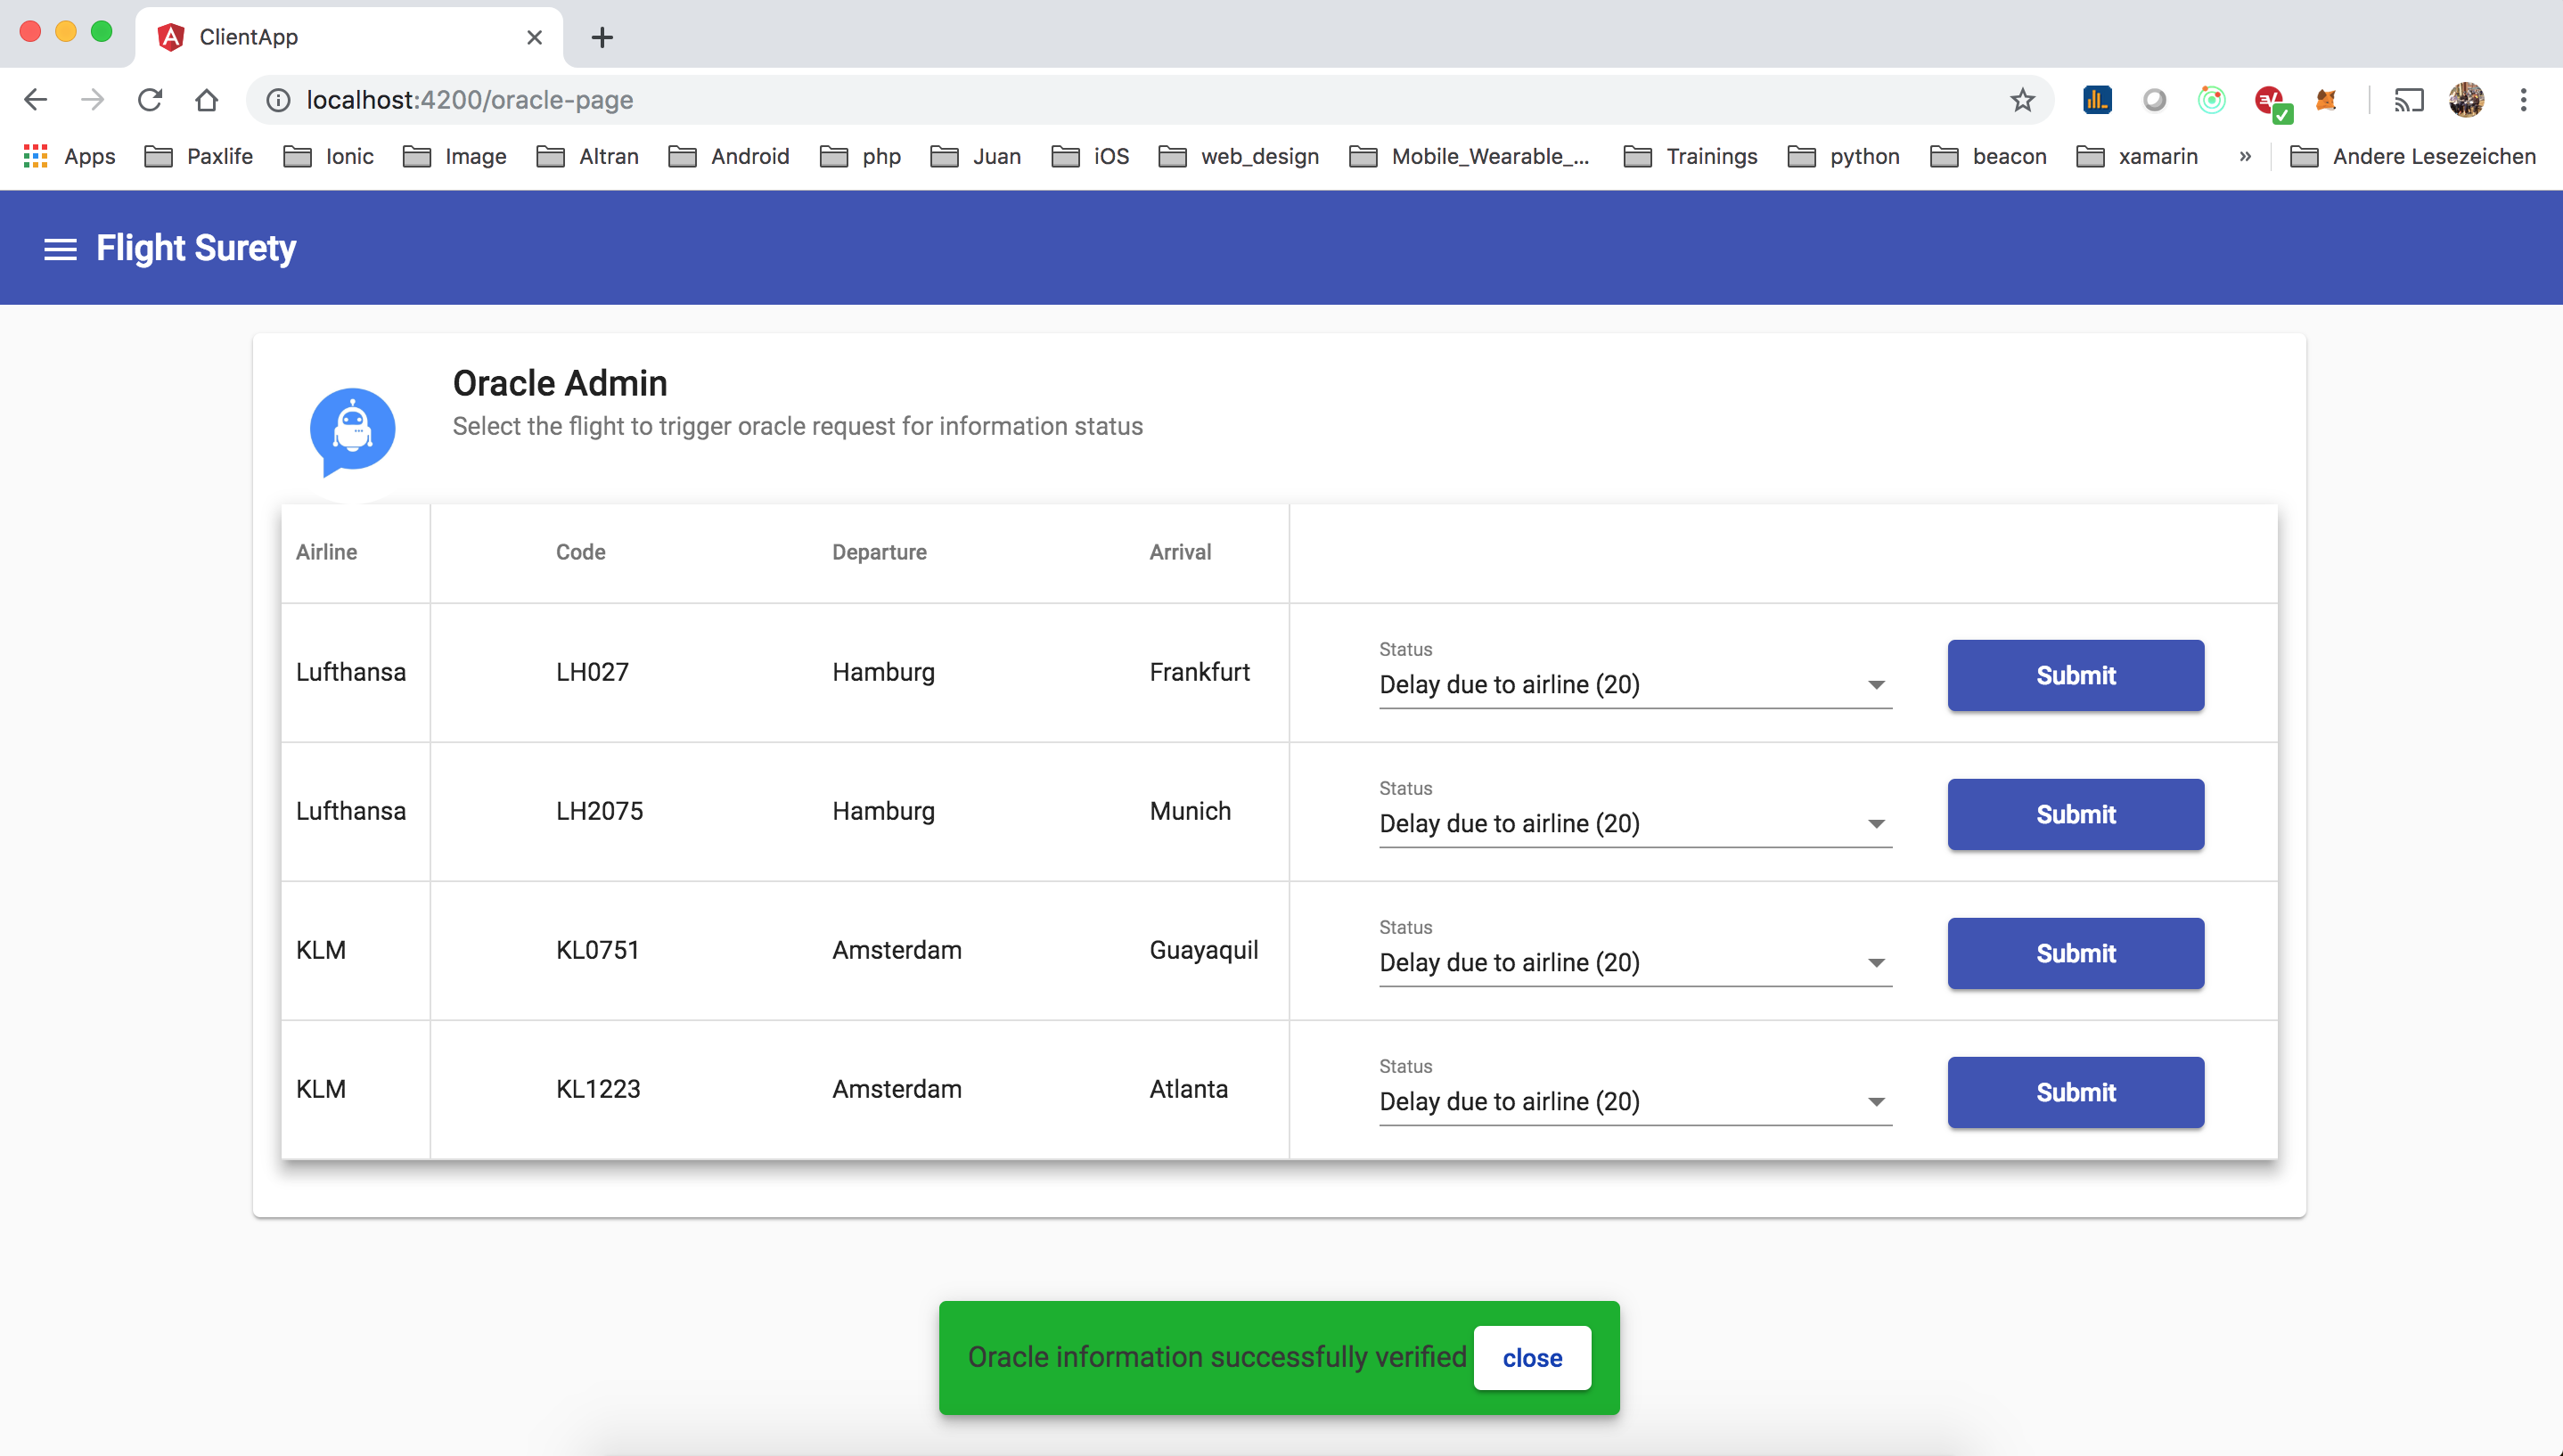 ClientApp
localhost:4200/oracle-page
Apps Paxlife Ionic Image Altran Android php Juan iOS web_design Mobile_Wearable_... Trainings python beacon xamarin » Andere Lesezeichen
Flight Surety
Oracle Admin
Select the flight to trigger oracle request for information status
Airline Code Departure Arrival
Status
Lufthansa LH027 Hamburg Frankfurt Delay due to airline (20) Submit
Status
Lufthansa LH2075 Hamburg Munich Delay due to airline (20) Submit
Status
KLM KL0751 Amsterdam Guayaquil Delay due to airline (20) Submit
Status
KLM KL1223 Amsterdam Atlanta Delay due to airline (20) Submit
Oracle information successfully verified close